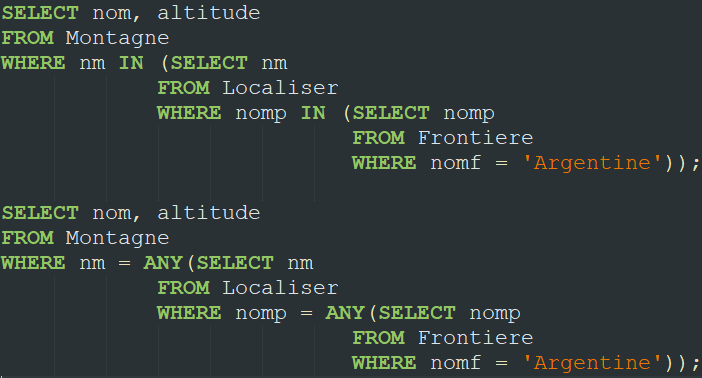 SELECT nom, altitude
FROM Montagne
WHERE nm IN (SELECT nm
FROM Localiser
WHERE nomp IN (SELECT nomp
FROM Frontiere
WHERE nomf = 'Argentine'));
SELECT nom, altitude
FROM Montagne
WHERE nm = ANY(SELECT nm
FROM Localiser
WHERE nomp = ANY(SELECT nomp
FROM Frontiere
WHERE nomf = 'Argentine'));